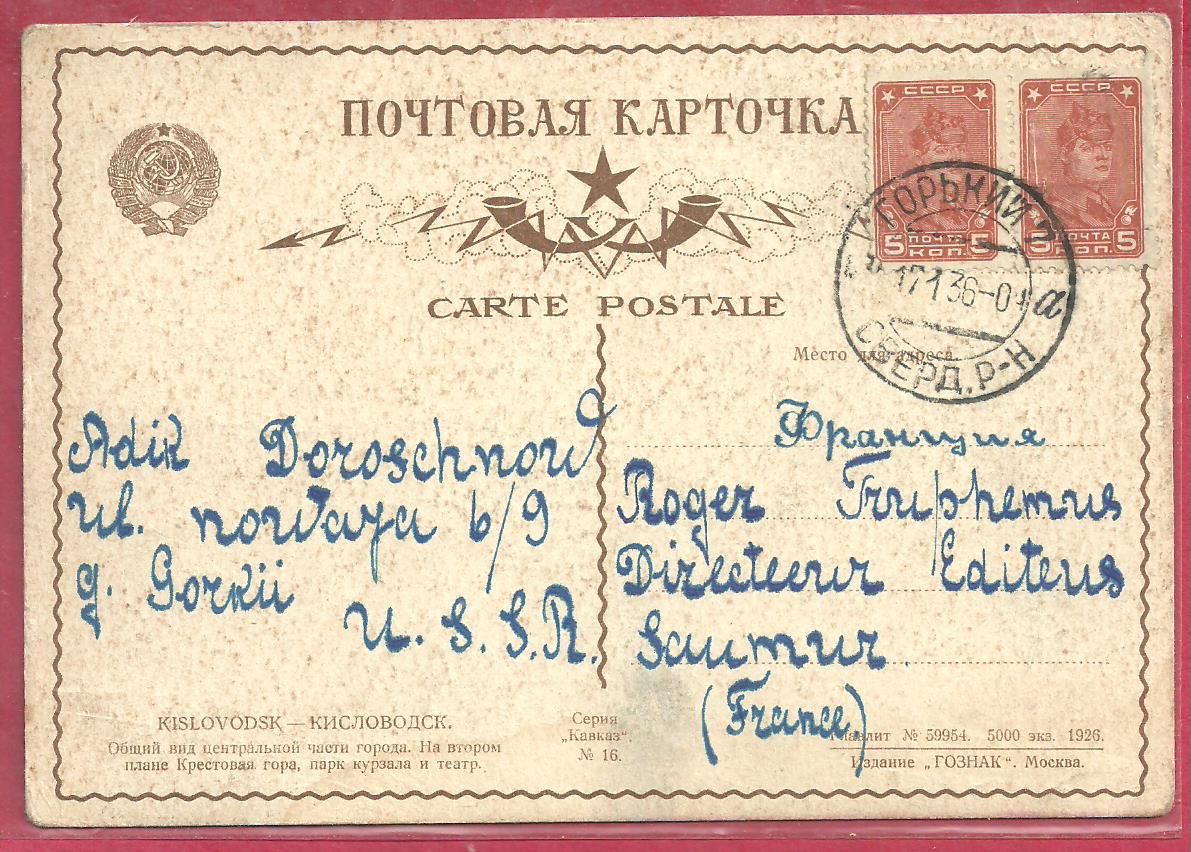 ПОЧТОВАЯ КАРТОЧКА
СССР
СССР
5 ПОЧТА 5
КОП.
5 ПОЧТА 5
КОП.
ГОРЬКИЙ
17 1 36
а
СВЕРД. Р-Н
CARTE POSTALE
Место для адреса.
Adik Doroschnow
ul. nowaya 6/9
g. Gorkii
U. S. S. R.
Франция
Roger Truphemus
Directeeur Editeus
Saumur.
(France)
KISLOVODSK — КИСЛОВОДСК.
Общий вид центральной части города. На втором
плане Крестовая гора, парк курзала и театр.
Серия
„Кавказ“.
№ 16.
№ 59954. 5000 экз. 1926.
Издание „ГОЗНАК“. Москва.